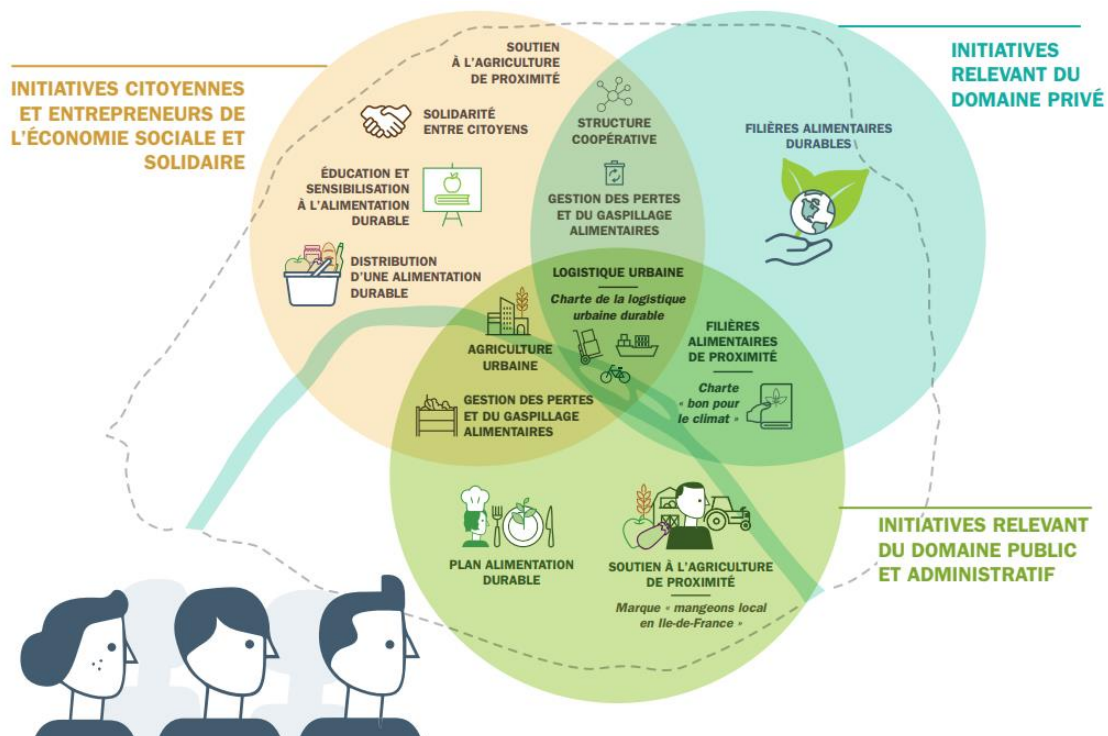 INITIATIVES CITOYENNES
ET ENTREPRENEURS DE
L'ÉCONOMIE SOCIALE ET
SOLIDAIRE
SOUTIEN
À L'AGRICULTURE
DE PROXIMITÉ
SOLIDARITÉ
ENTRE CITOYENS
ÉDUCATION ET
SENSIBILISATION
À L'ALIMENTATION
DURABLE
DISTRIBUTION
D'UNE ALIMENTATION
DURABLE
STRUCTURE
COOPÉRATIVE
GESTION DES PERTES
ET DU GASPILLAGE
ALIMENTAIRES
INITIATIVES
RELEVANT DU
DOMAINE PRIVÉ
FILIÈRES ALIMENTAIRES
DURABLES
LOGISTIQUE URBAINE
Charte de la logistique
urbaine durable
AGRICULTURE
URBAINE
GESTION DES PERTES
ET DU GASPILLAGE
ALIMENTAIRES
FILIÈRES
ALIMENTAIRES
DE PROXIMITÉ
Charte
« bon pour
le climat »
PLAN ALIMENTATION
DURABLE
SOUTIEN À L'AGRICULTURE
DE PROXIMITÉ
Marque « mangeons local
en Ile-de-France »
INITIATIVES RELEVANT
DU DOMAINE PUBLIC
ET ADMINISTRATIF